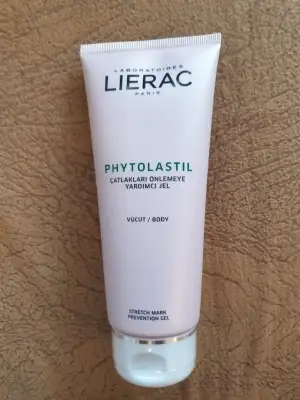 LABORATOIRES
LIERAC
PARIS
PHYTOLASTIL
ÇATLAKLARI ÖNLEMEYE
YARDIMCI JEL
VÜCUT / BODY
STRETCH MARK
PREVENTION GEL